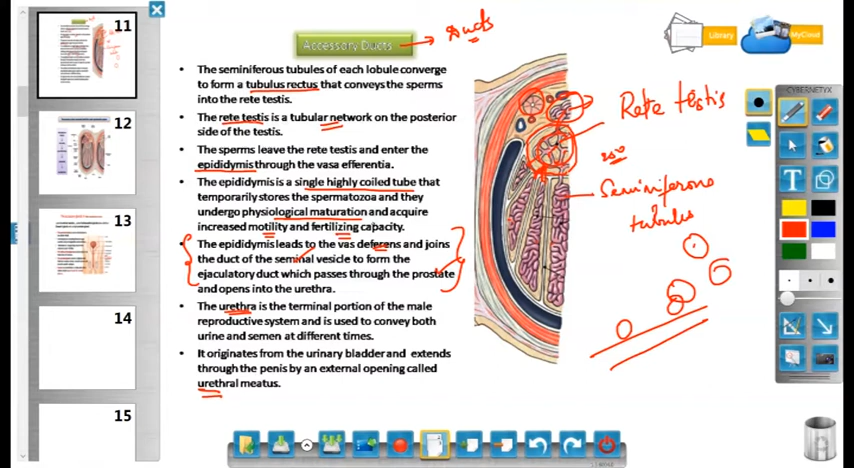 11
12
13
14
15
Accessory Ducts
Ducts
The seminiferous tubules of each lobule converge
to form a tubulus rectus that conveys the sperms
into the rete testis.
The rete testis is a tubular network on the posterior
side of the testis.
The sperms leave the rete testis and enter the
epididymis through the vasa efferentia.
The epididymis is a single highly coiled tube that
temporarily stores the spermatozoa and they
undergo physiological maturation and acquire
increased motility and fertilizing capacity.
The epididymis leads to the vas deferens and joins
the duct of the seminal vesicle to form the
ejaculatory duct which passes through the prostate
and opens into the urethra.
The urethra is the terminal portion of the male
reproductive system and is used to convey both
urine and semen at different times.
It originates from the urinary bladder and extends
through the penis by an external opening called
urethral meatus.
Rete testis
Seminiferous
tubules
Library
MyCloud
CYBERNETYX